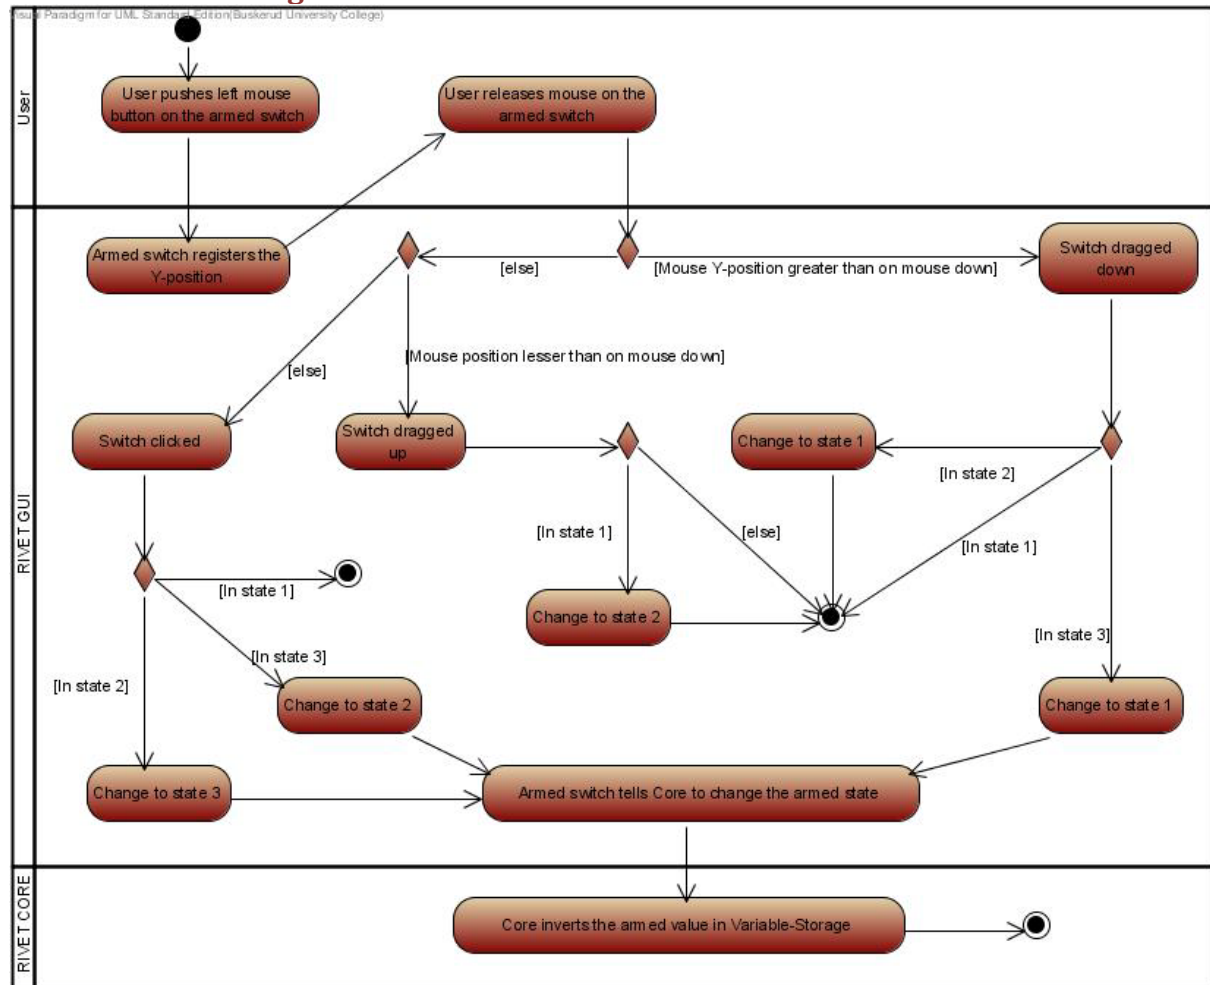 Visual Paradigm for UML Standard Edition(Buskerud University College)
User
User pushes left mouse
button on the armed switch
User releases mouse on the
armed switch
RIVET GUI
Armed switch registers the
Y-position
[else]
[Mouse Y-position greater than on mouse down]
Switch dragged
down
[else]
[Mouse position lesser than on mouse down]
Switch clicked
Switch dragged
up
Change to state 1
[In state 2]
[In state 1]
[else]
[In state 1]
[In state 1]
Change to state 2
[In state 3]
[In state 3]
[In state 2]
Change to state 2
Change to state 1
Change to state 3
Armed switch tells Core to change the armed state
RIVET CORE
Core inverts the armed value in Variable-Storage